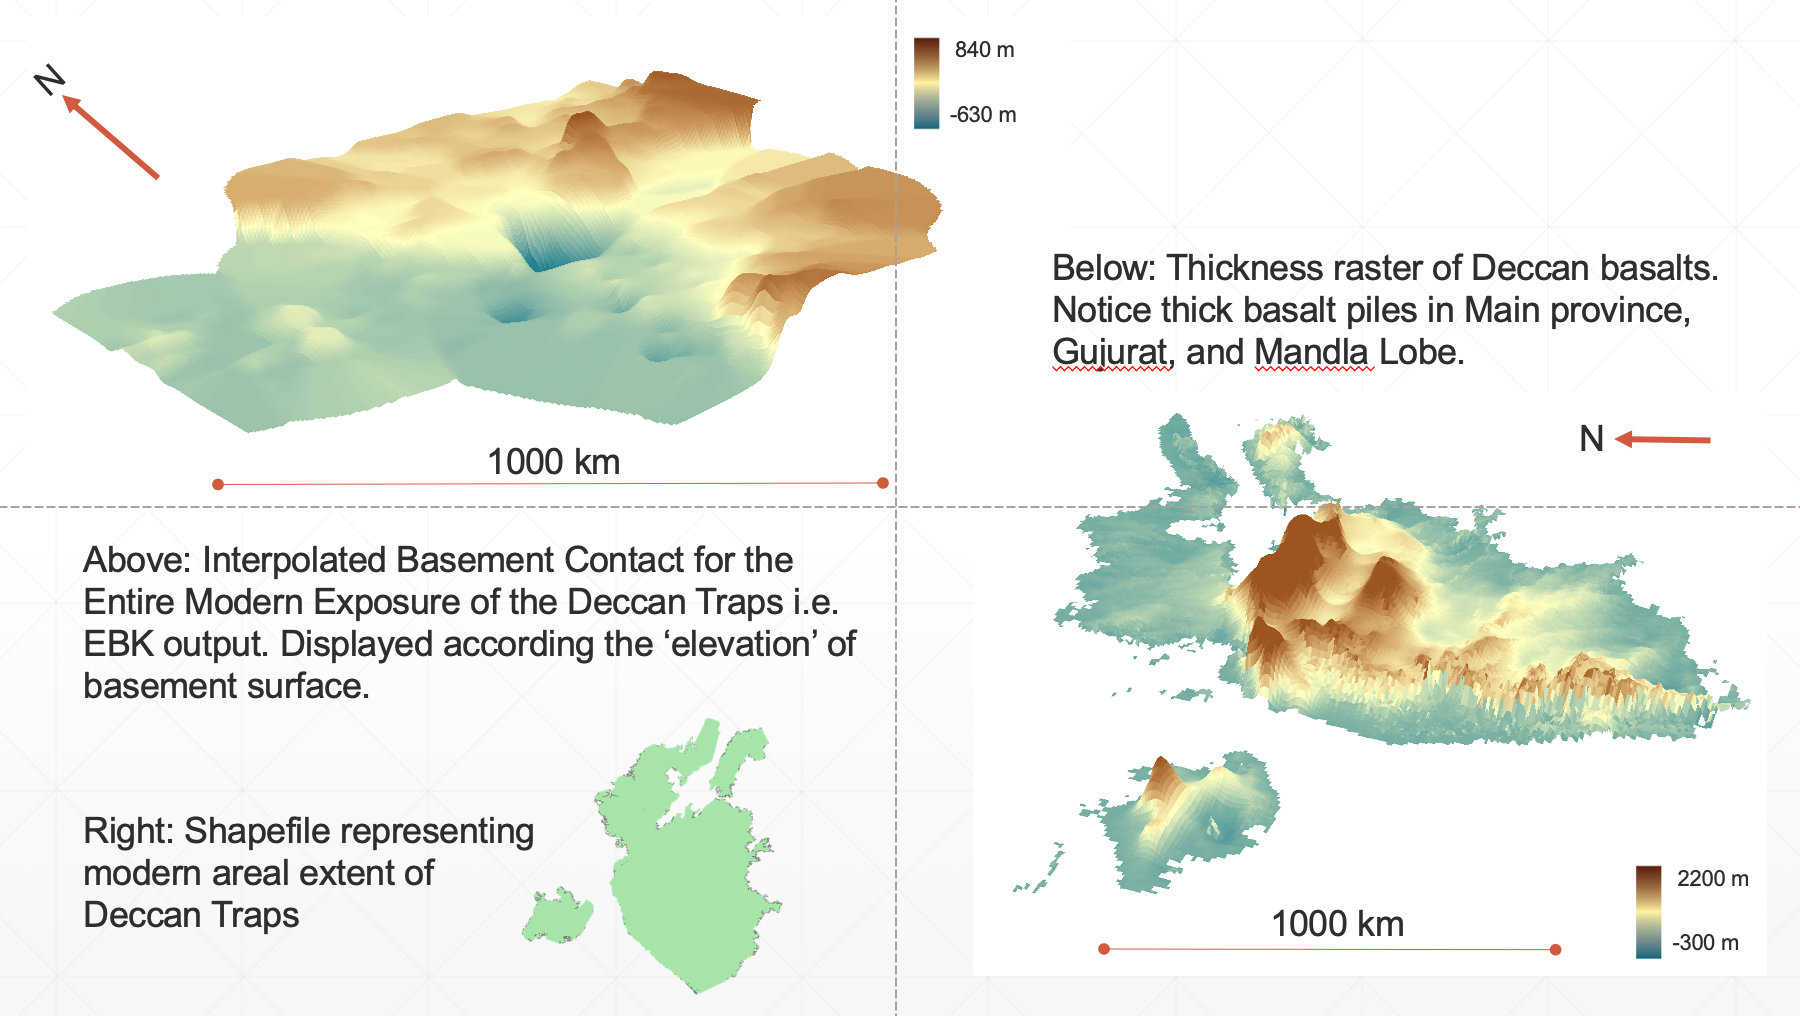 N
840 m
-630 m
1000 km
Above: Interpolated Basement Contact for the
Entire Modern Exposure of the Deccan Traps i.e.
EBK output. Displayed according the ‘elevation’ of
basement surface.
Right: Shapefile representing
modern areal extent of
Deccan Traps
Below: Thickness raster of Deccan basalts.
Notice thick basalt piles in Main province,
Gujurat, and Mandla Lobe.
N
1000 km
2200 m
-300 m